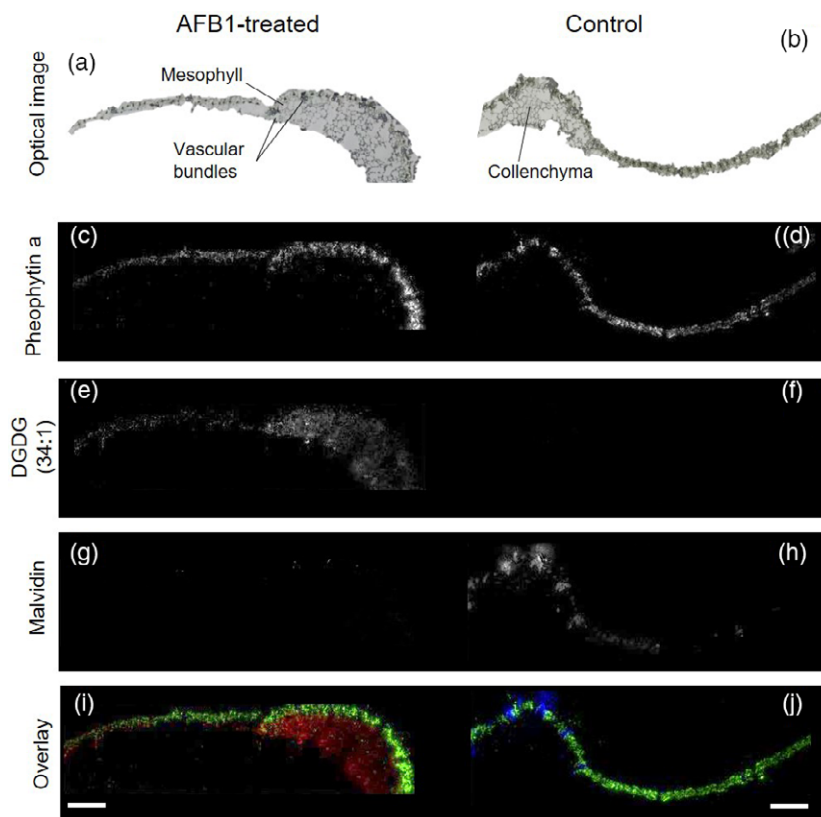 AFB1-treated
Control
Optical image
(a)
Mesophyll
Vascular
bundles
(b)
Collenchyma
Pheophytin a
(c)
((d)
DGDG
(34:1)
(e)
(f)
Malvidin
(g)
(h)
Overlay
(i)
(j)